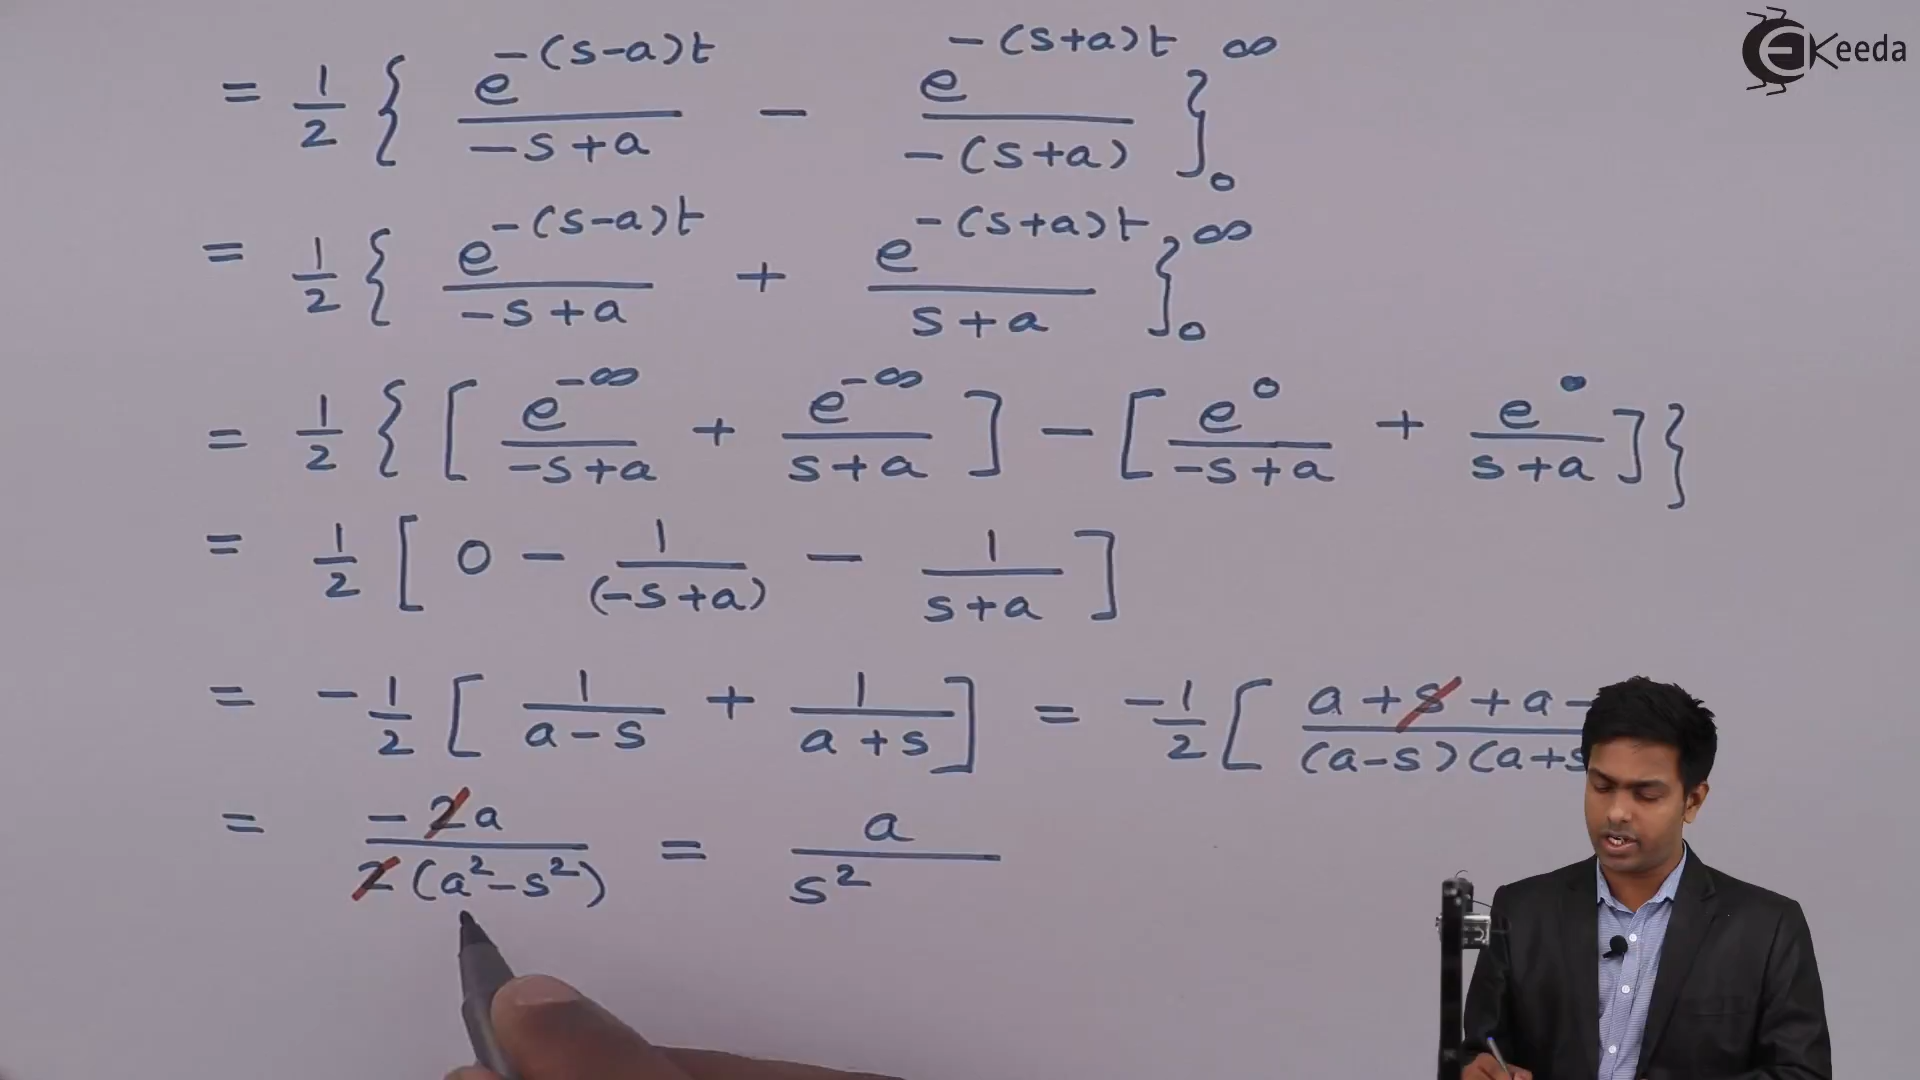 EKeeda
= 1/2 { e^{-(s-a)t} / (-s+a) - e^{-(s+a)t} / -(s+a) }_0^∞
= 1/2 { e^{-(s-a)t} / (-s+a) + e^{-(s+a)t} / (s+a) }_0^∞
= 1/2 { [ e^{-∞} / (-s+a) + e^{-∞} / (s+a) ] - [ e^0 / (-s+a) + e^0 / (s+a) ] }
= 1/2 [ 0 - 1/(-s+a) - 1/(s+a) ]
= -1/2 [ 1/(a-s) + 1/(a+s) ] = -1/2 [ a+s+a- / (a-s)(a+s
= -2a / 2(a²-s²) = a / s²